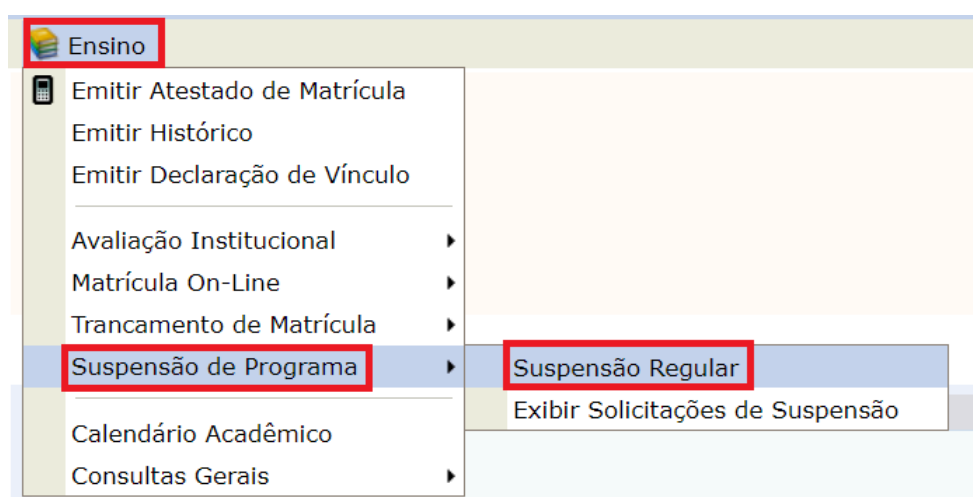 Ensino
Emitir Atestado de Matrícula
Emitir Histórico
Emitir Declaração de Vínculo
Avaliação Institucional
Matrícula On-Line
Trancamento de Matrícula
Suspensão de Programa
Suspensão Regular
Exibir Solicitações de Suspensão
Calendário Acadêmico
Consultas Gerais